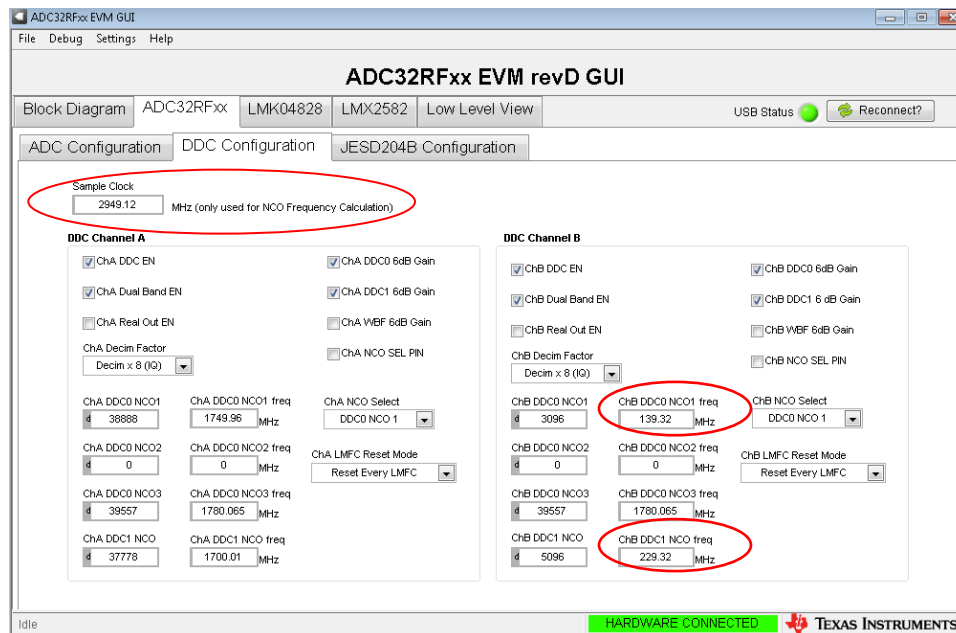 ADC32RFxx EVM GUI
File Debug Settings Help
ADC32RFxx EVM revD GUI
Block Diagram ADC32RFxx LMK04828 LMX2582 Low Level View USB Status Reconnect?
ADC Configuration DDC Configuration JESD204B Configuration
Sample Clock
2949.12 MHz (only used for NCO Frequency Calculation)
DDC Channel A
ChA DDC EN ChA DDC0 6dB Gain
ChA Dual Band EN ChA DDC1 6dB Gain
ChA Real Out EN ChA WBF 6dB Gain
ChA Decim Factor ChA NCO SEL PIN
Decim x 8 (IQ)
ChA DDC0 NCO1 ChA DDC0 NCO1 freq ChA NCO Select
d 38888 1749.96 MHz DDC0 NCO 1
ChA DDC0 NCO2 ChA DDC0 NCO2 freq ChA LMFC Reset Mode
d 0 0 MHz Reset Every LMFC
ChA DDC0 NCO3 ChA DDC0 NCO3 freq
d 39557 1780.065 MHz
ChA DDC1 NCO ChA DDC1 NCO freq
d 37778 1700.01 MHz
DDC Channel B
ChB DDC EN ChB DDC0 6dB Gain
ChB Dual Band EN ChB DDC1 6 dB Gain
ChB Real Out EN ChB WBF 6dB Gain
ChB Decim Factor ChB NCO SEL PIN
Decim x 8 (IQ)
ChB DDC0 NCO1 ChB DDC0 NCO1 freq ChB NCO Select
d 3096 139.32 MHz DDC0 NCO 1
ChB DDC0 NCO2 ChB DDC0 NCO2 freq ChB LMFC Reset Mode
d 0 0 MHz Reset Every LMFC
ChB DDC0 NCO3 ChB DDC0 NCO3 freq
d 39557 1780.065 MHz
ChB DDC1 NCO ChB DDC1 NCO freq
d 5096 229.32 MHz
Idle HARDWARE CONNECTED TEXAS INSTRUMENTS